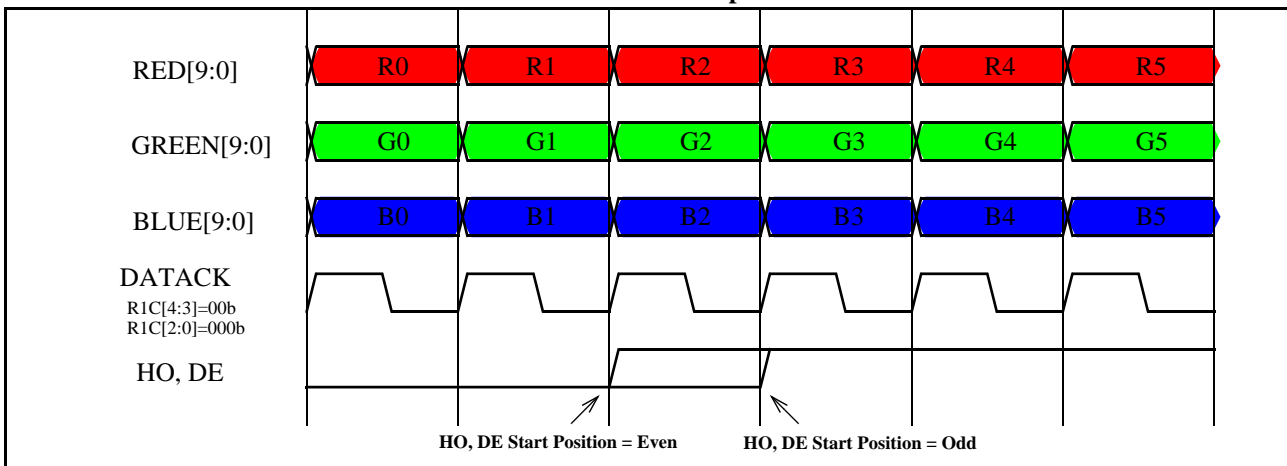 RED[9:0] R0 R1 R2 R3 R4 R5
GREEN[9:0] G0 G1 G2 G3 G4 G5
BLUE[9:0] B0 B1 B2 B3 B4 B5
DATACK
R1C[4:3]=00b
R1C[2:0]=000b
HO, DE
HO, DE Start Position = Even HO, DE Start Position = Odd